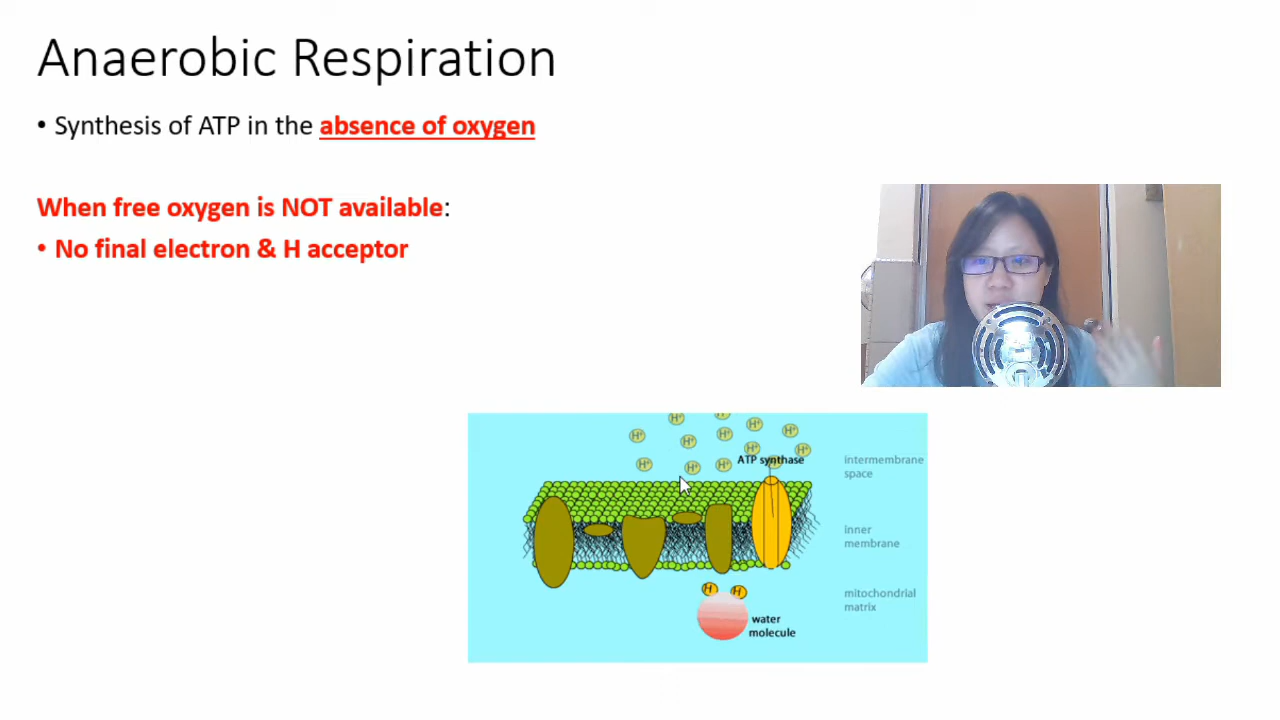 Anaerobic Respiration
• Synthesis of ATP in the absence of oxygen
When free oxygen is NOT available:
• No final electron & H acceptor
H⁺ H⁺
H⁺ H⁺ H⁺ H⁺ H⁺
H⁺ H⁺
H⁺ H⁺ H⁺
ATP synthase
intermembrane
space
inner
membrane
H H
mitochondrial
matrix
water
molecule